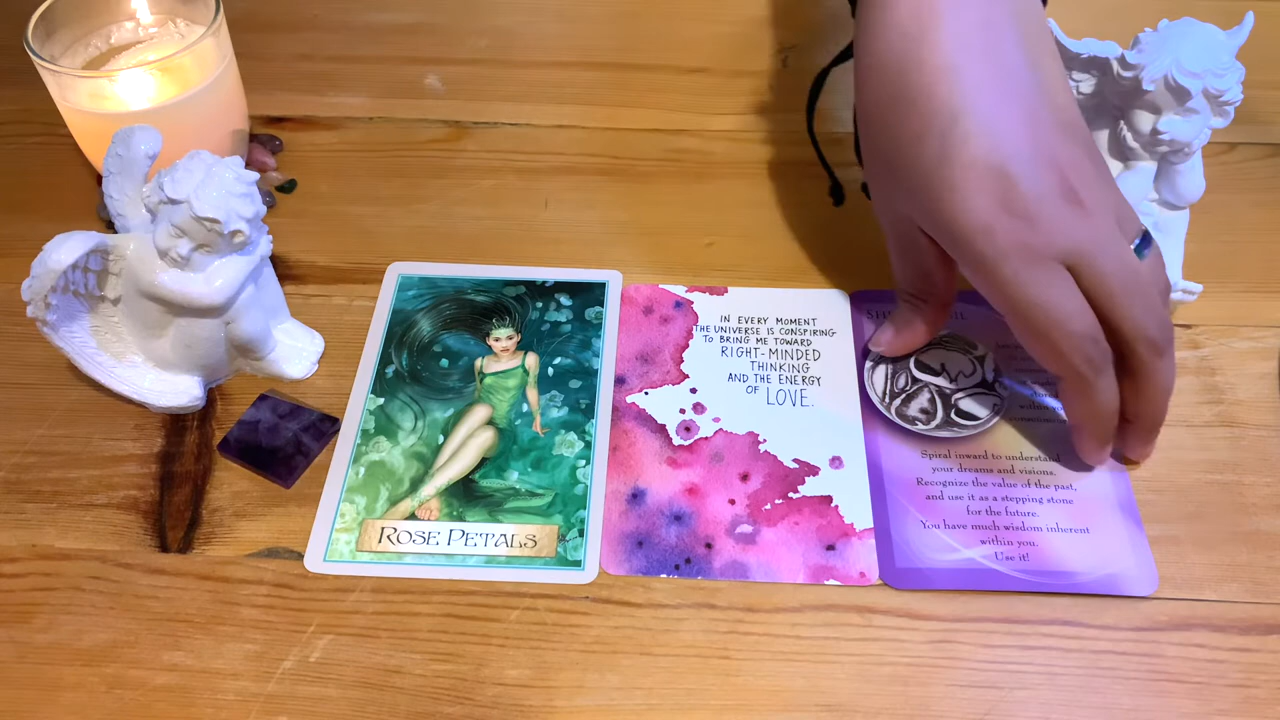 ROSE PETALS
IN EVERY MOMENT
THE UNIVERSE IS CONSPIRING
TO BRING ME TOWARD
RIGHT-MINDED
THINKING
AND THE ENERGY
OF LOVE.
stored
Spiral inward to understand
your dreams and visions.
Recognize the value of the past,
and use it as a stepping stone
for the future.
You have much wisdom inherent
within you.
Use it!